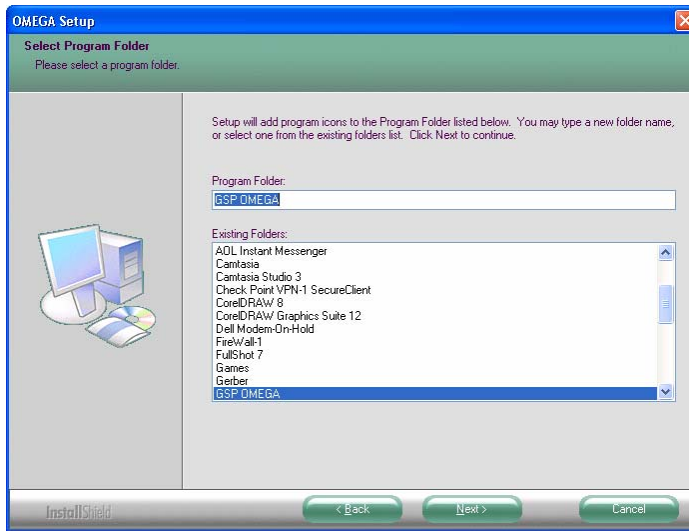 OMEGA Setup
Select Program Folder
Please select a program folder.
Setup will add program icons to the Program Folder listed below. You may type a new folder name,
or select one from the existing folders list. Click Next to continue.
Program Folder:
GSP OMEGA
Existing Folders:
AOL Instant Messenger
Camtasia
Camtasia Studio 3
Check Point VPN-1 SecureClient
CorelDRAW 8
CorelDRAW Graphics Suite 12
Dell Modem-On-Hold
FireWall-1
FullShot 7
Games
Gerber
GSP OMEGA
InstallShield
< Back
Next >
Cancel